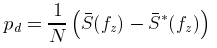 p_d = \frac{1}{N} \left( \bar{S}(f_z) - \bar{S}^*(f_z) \right)